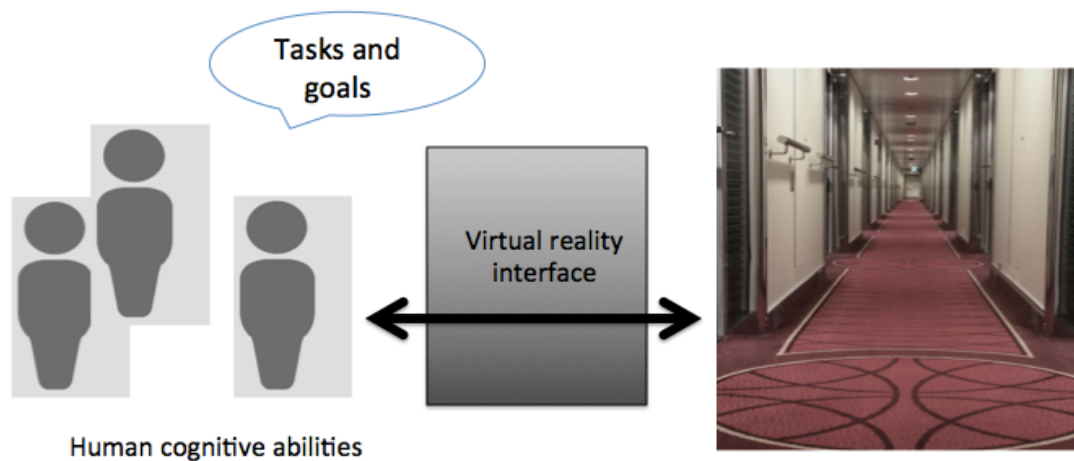 Tasks and
goals
Virtual reality
interface
Human cognitive abilities